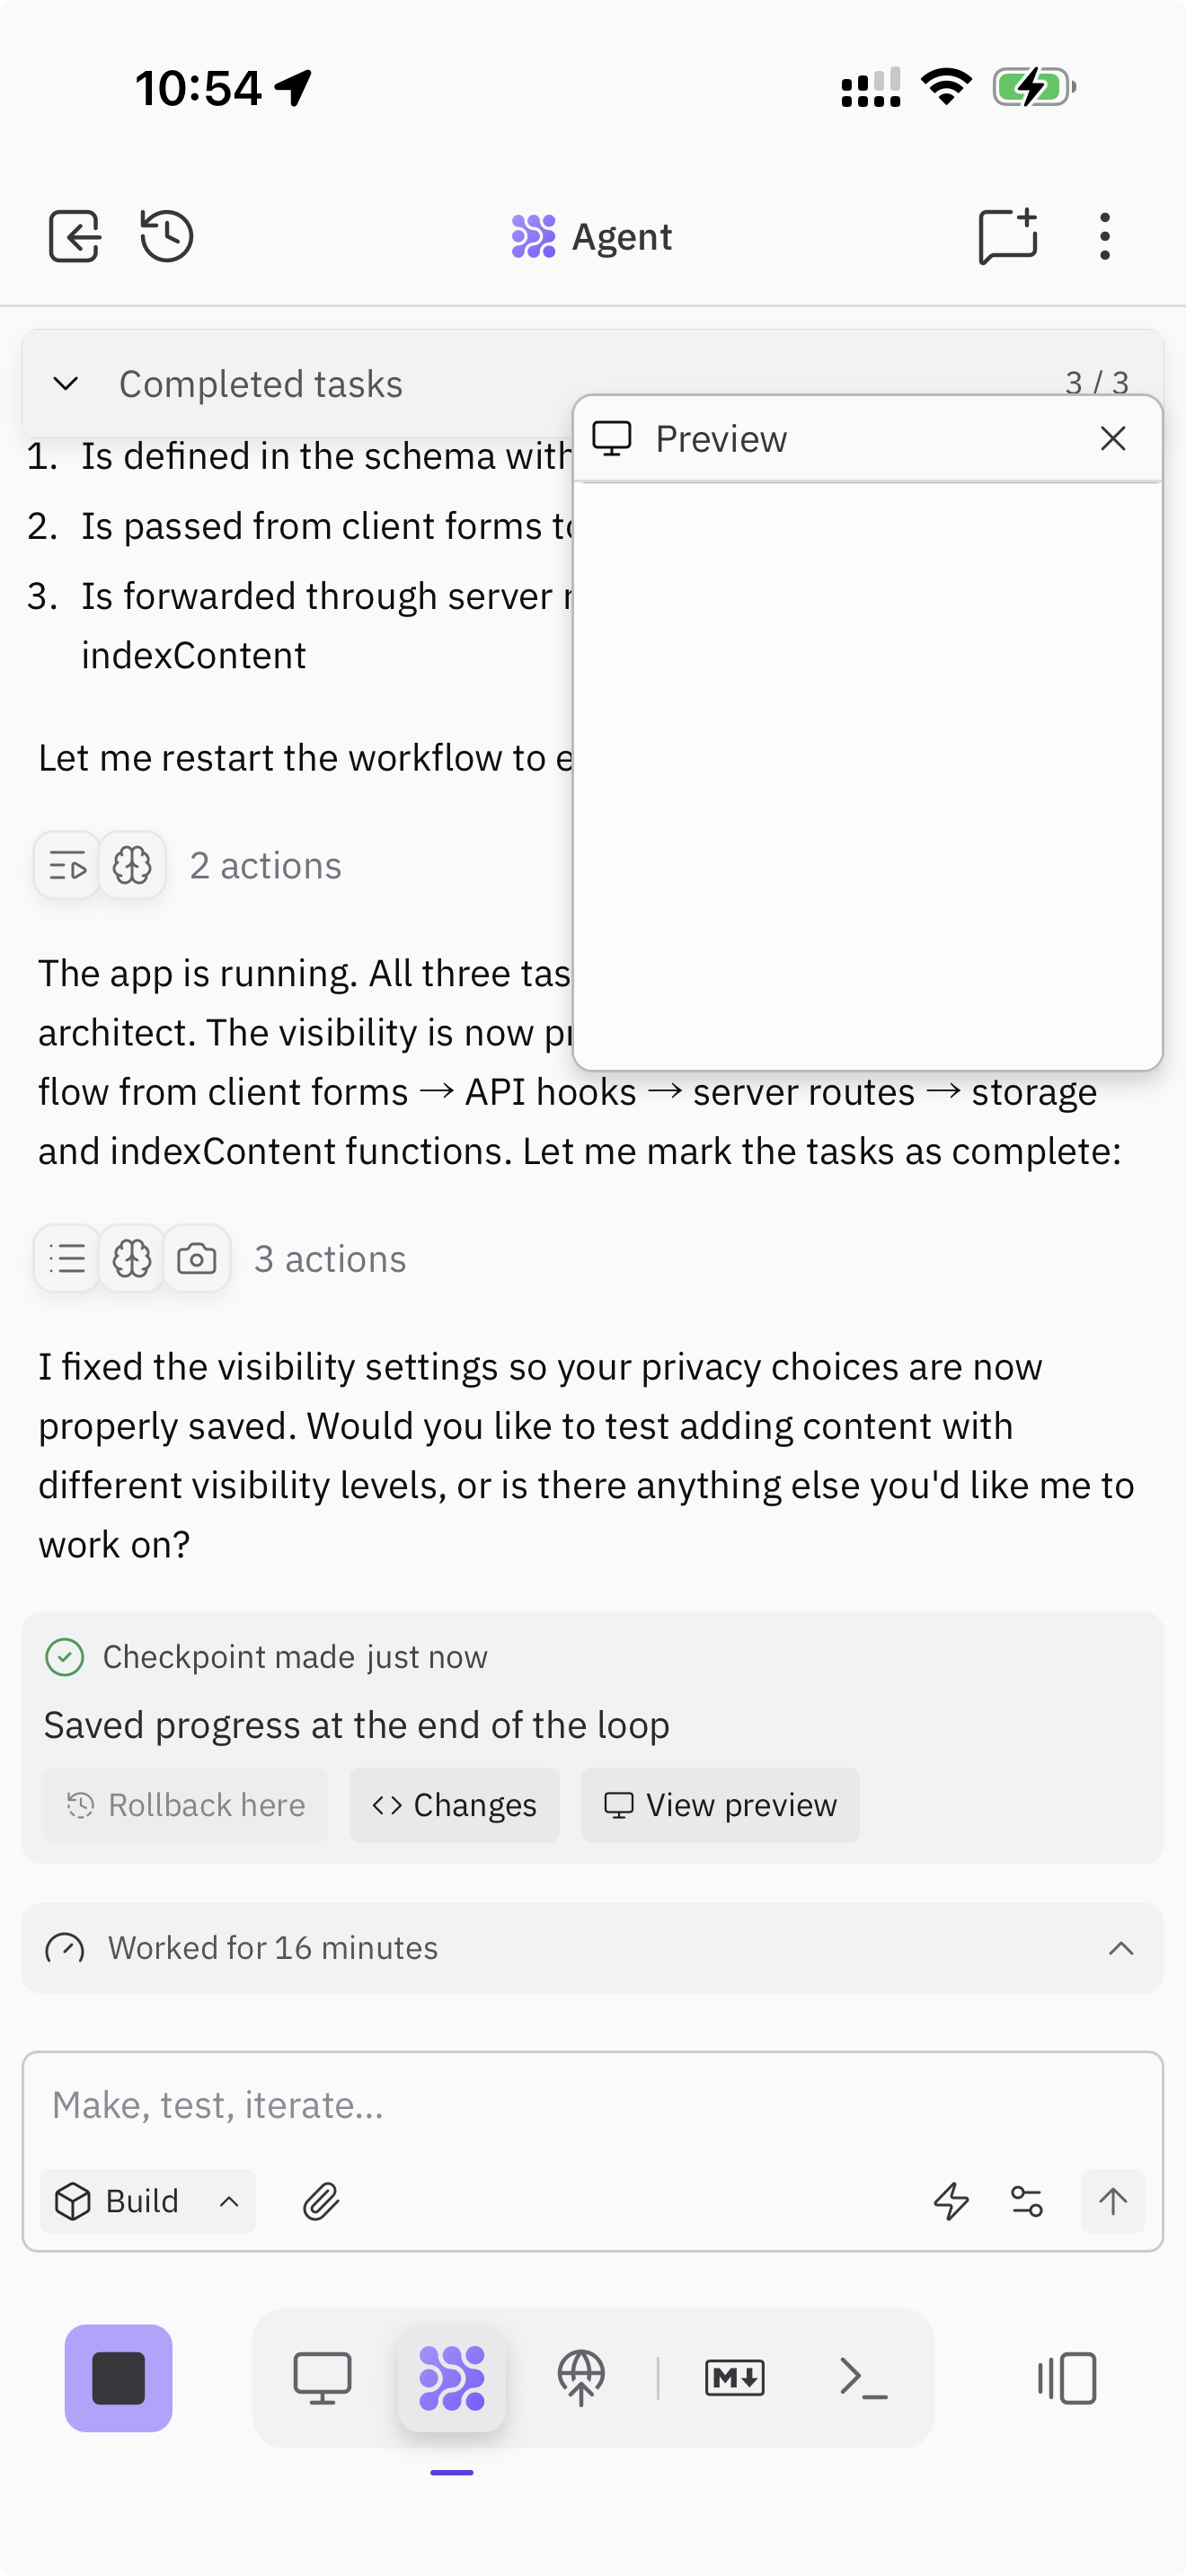 10:54
Agent
Completed tasks
3 / 3
Preview
1. Is defined in the schema with
2. Is passed from client forms
3. Is forwarded through server
indexContent
Let me restart the workflow to
2 actions
The app is running. All three
architect. The visibility is now
flow from client forms → API hooks → server routes → storage
and indexContent functions. Let me mark the tasks as complete:
3 actions
I fixed the visibility settings so your privacy choices are now
properly saved. Would you like to test adding content with
different visibility levels, or is there anything else you'd like me to
work on?
Checkpoint made just now
Saved progress at the end of the loop
Rollback here
Changes
View preview
Worked for 16 minutes
Make, test, iterate...
Build
M